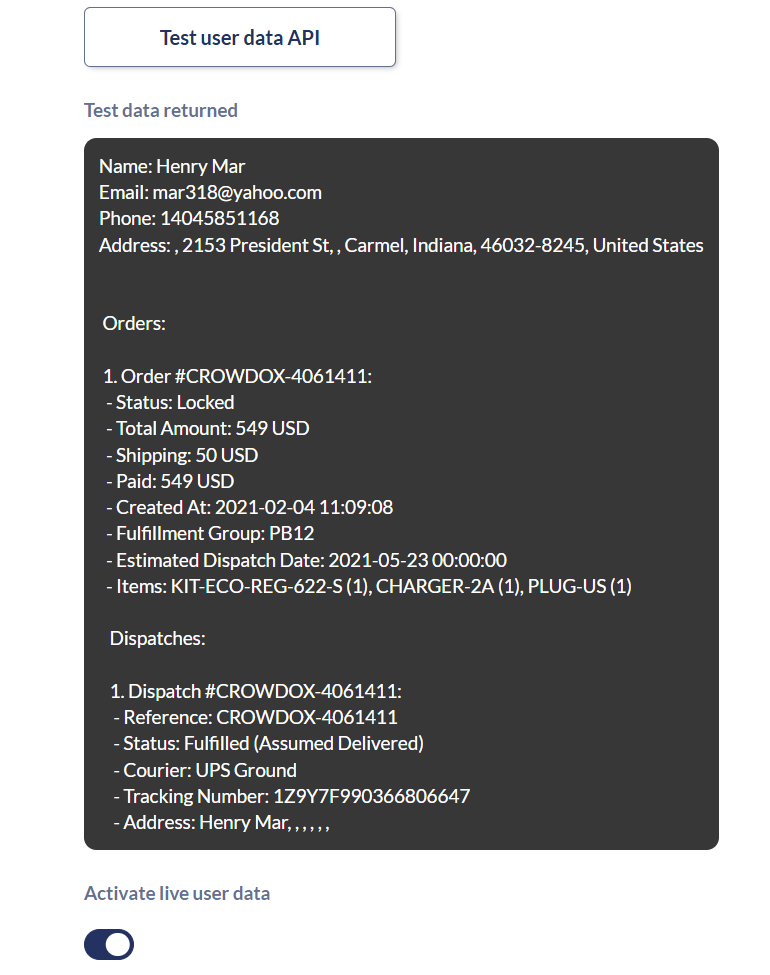 Test user data API
Test data returned
Name: Henry Mar
Email: mar318@yahoo.com
Phone: 14045851168
Address: , 2153 President St, , Carmel, Indiana, 46032-8245, United States
Orders:
1. Order #CROWDOX-4061411:
- Status: Locked
- Total Amount: 549 USD
- Shipping: 50 USD
- Paid: 549 USD
- Created At: 2021-02-04 11:09:08
- Fulfillment Group: PB12
- Estimated Dispatch Date: 2021-05-23 00:00:00
- Items: KIT-ECO-REG-622-S (1), CHARGER-2A (1), PLUG-US (1)
Dispatches:
1. Dispatch #CROWDOX-4061411:
- Reference: CROWDOX-4061411
- Status: Fulfilled (Assumed Delivered)
- Courier: UPS Ground
- Tracking Number: 1Z9Y7F990366806647
- Address: Henry Mar, , , , , ,
Activate live user data